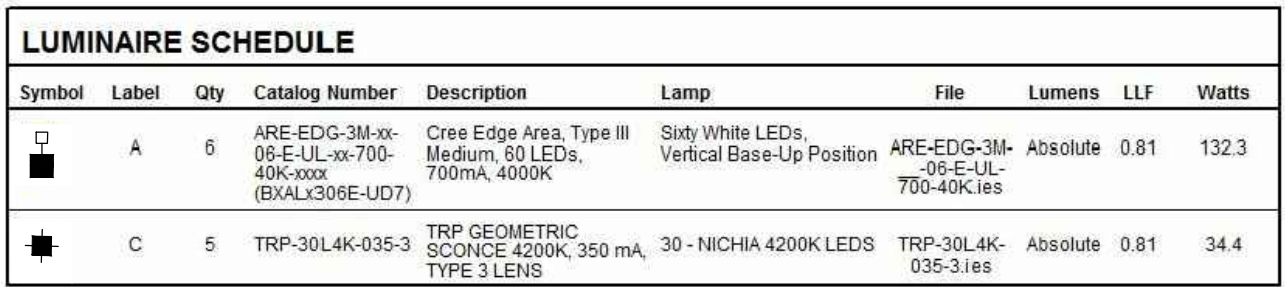 LUMINAIRE SCHEDULE
Symbol Label Qty Catalog Number Description Lamp File Lumens LLF Watts
A 6 ARE-EDG-3M-xx-06-E-UL-xx-700-40K-xxxx (BXALx306E-UD7) Cree Edge Area, Type III Medium, 60 LEDs, 700mA, 4000K Sixty White LEDs, Vertical Base-Up Position ARE-EDG-3M-__-06-E-UL-700-40K.ies Absolute 0.81 132.3
C 5 TRP-30L4K-035-3 TRP GEOMETRIC SCONCE 4200K, 350 mA, TYPE 3 LENS 30 - NICHIA 4200K LEDS TRP-30L4K-035-3.ies Absolute 0.81 34.4